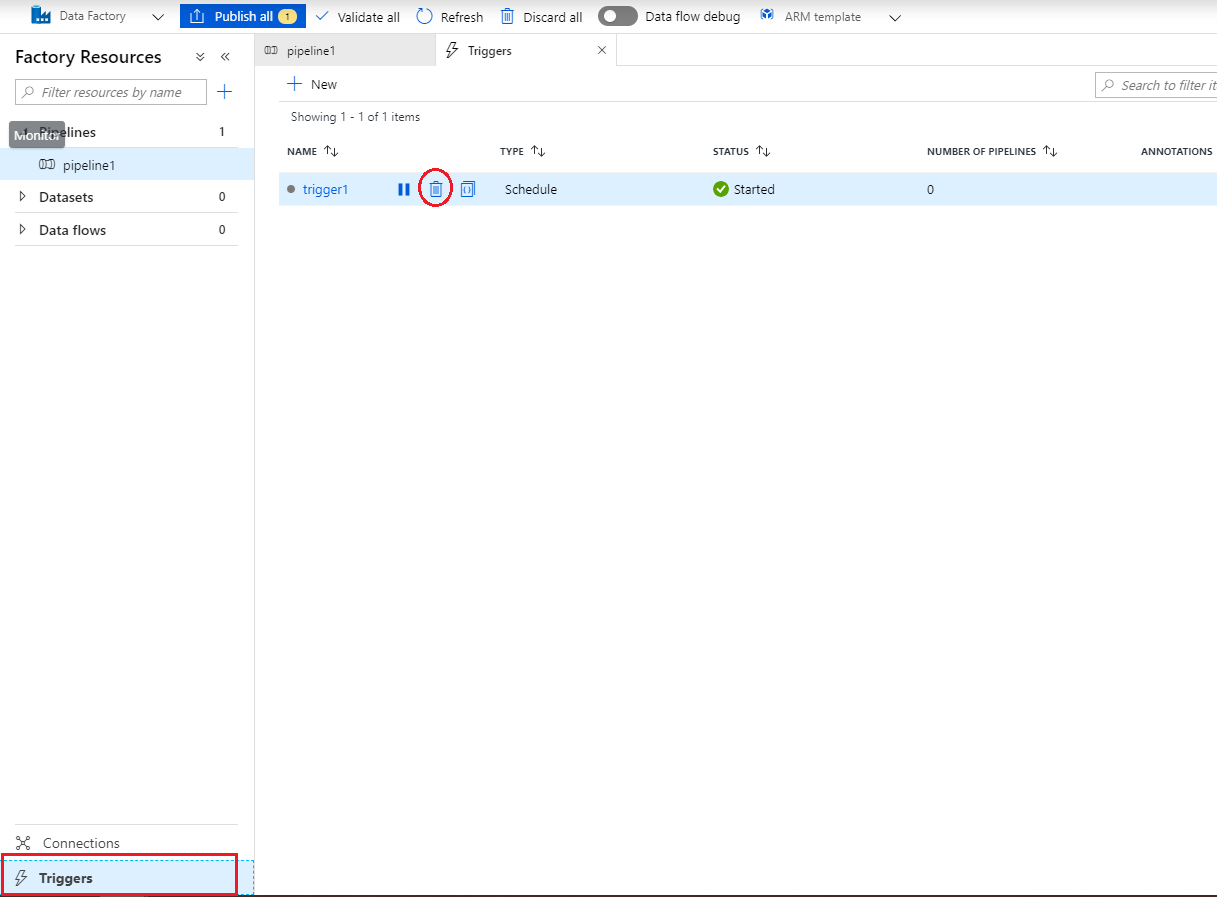 Data Factory Publish all 1 Validate all Refresh Discard all Data flow debug ARM template
Factory Resources
Filter resources by name
Pipelines 1
Monitor
pipeline1
Datasets 0
Data flows 0
Connections
Triggers
pipeline1 Triggers
New Search to filter it
Showing 1 - 1 of 1 items
NAME TYPE STATUS NUMBER OF PIPELINES ANNOTATIONS
trigger1 Schedule Started 0